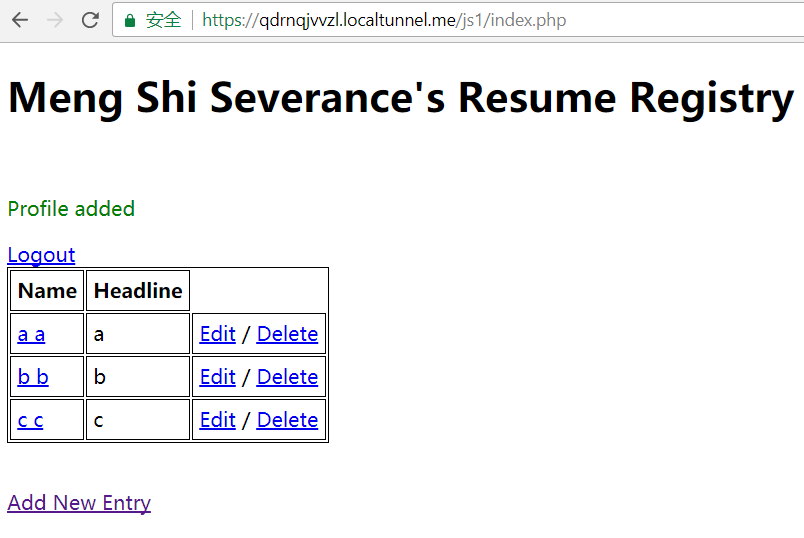 安全 https://qdrnqjvvzl.localtunnel.me/js1/index.php
Meng Shi Severance's Resume Registry
Profile added
Logout
Name Headline
a a a Edit / Delete
b b b Edit / Delete
c c c Edit / Delete
Add New Entry